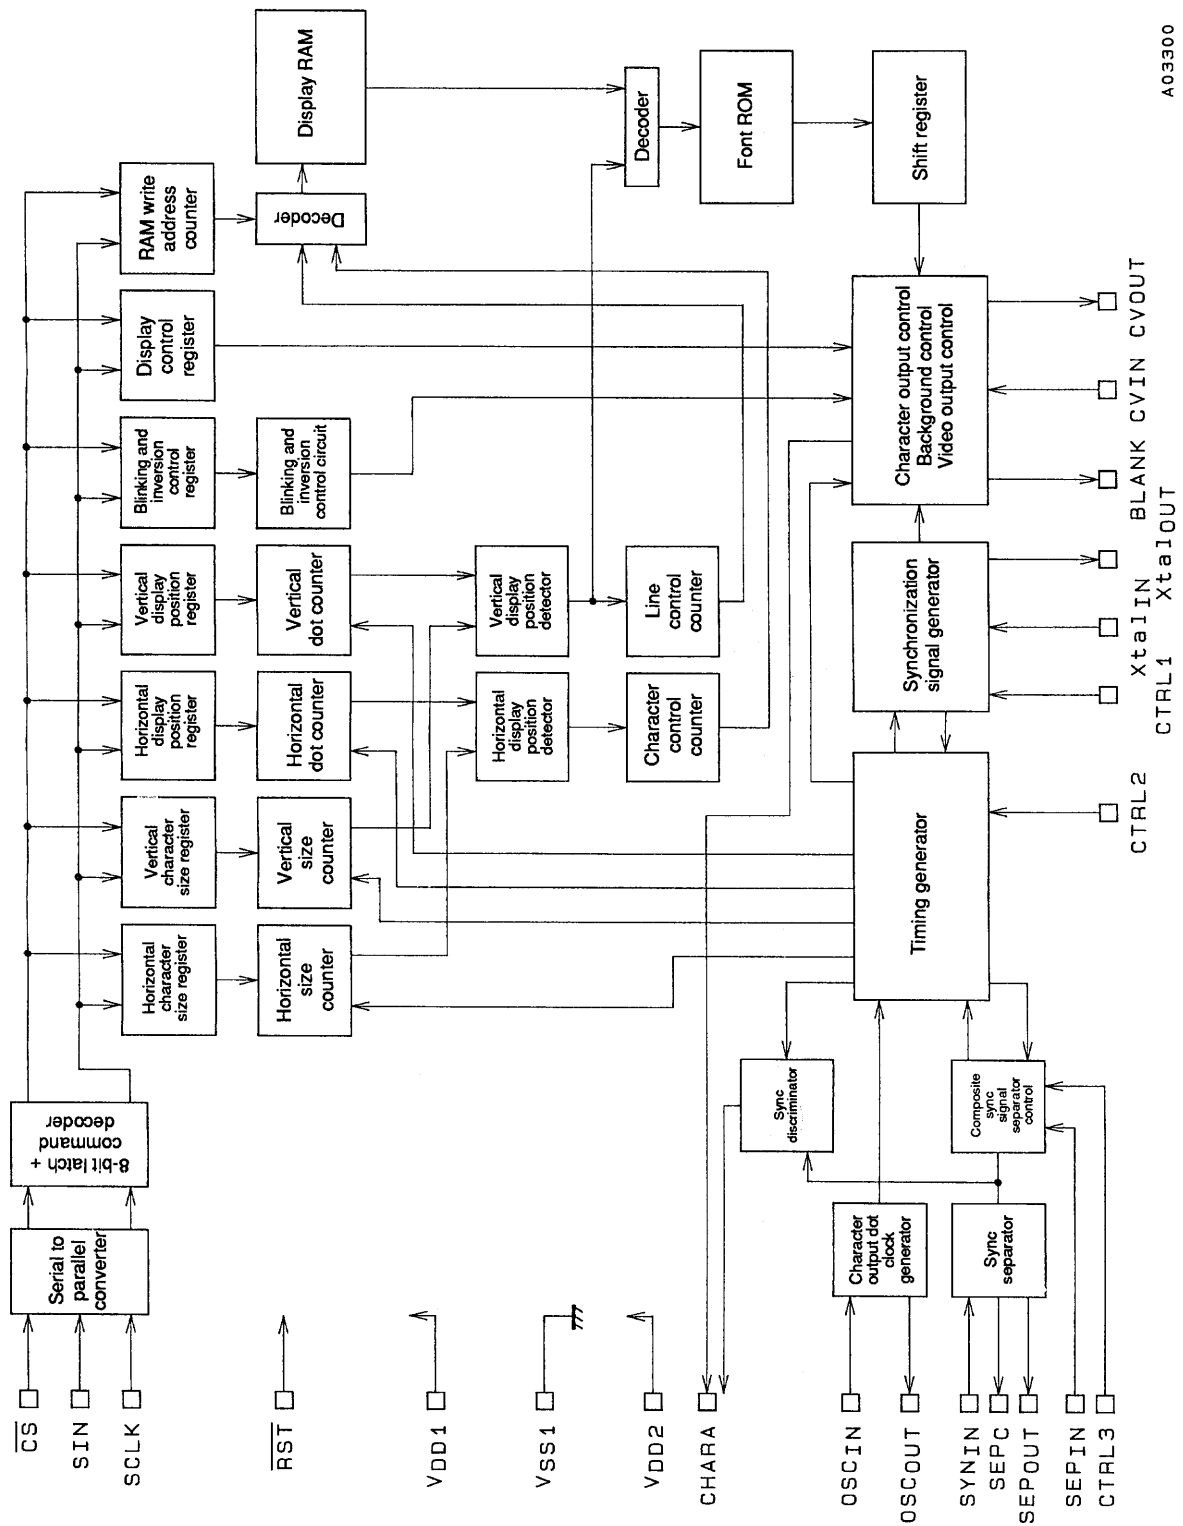 CS
SIN
SCLK
RST
VDD1
VSS1
VDD2
CHARA
OSCIN
OSCOUT
SYNIN
SEPC
SEPOUT
SEPIN
CTRL3
Serial to
parallel
converter
8-bit latch +
command
decoder
Horizontal
character
size register
Vertical
character
size register
Horizontal
display
position
register
Vertical
display
position
register
Blinking and
inversion
control
register
Display
control
register
RAM write
address
counter
Horizontal
size
counter
Vertical
size
counter
Horizontal
dot counter
Vertical
dot counter
Blinking and
inversion
control circuit
Decoder
Display RAM
Horizontal
display
position
detector
Vertical
display
position
detector
Character
control
counter
Line
control
counter
Decoder
Font ROM
Shift register
Sync
discriminator
Character
output dot
clock
generator
Sync
separator
Composite
sync
signal
separator
control
Timing generator
Synchronization
signal generator
Character output control
Background control
Video output control
CTRL2
CTRL1
XtalIN
XtalOUT
BLANK
CVIN
CVOUT
A03300